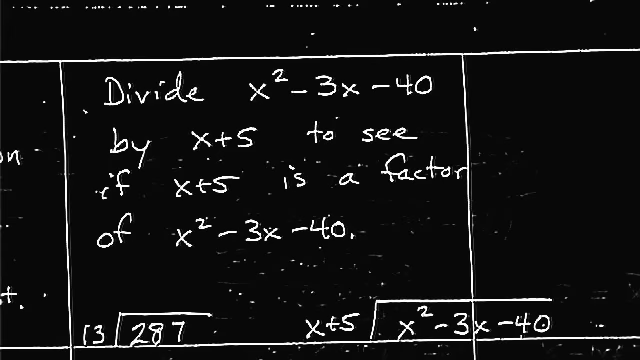 Divide x² - 3x - 40
on
by x+5 to see
if x+5 is a factor
of x² - 3x - 40.
t.
13 287 x+5 x² - 3x - 40